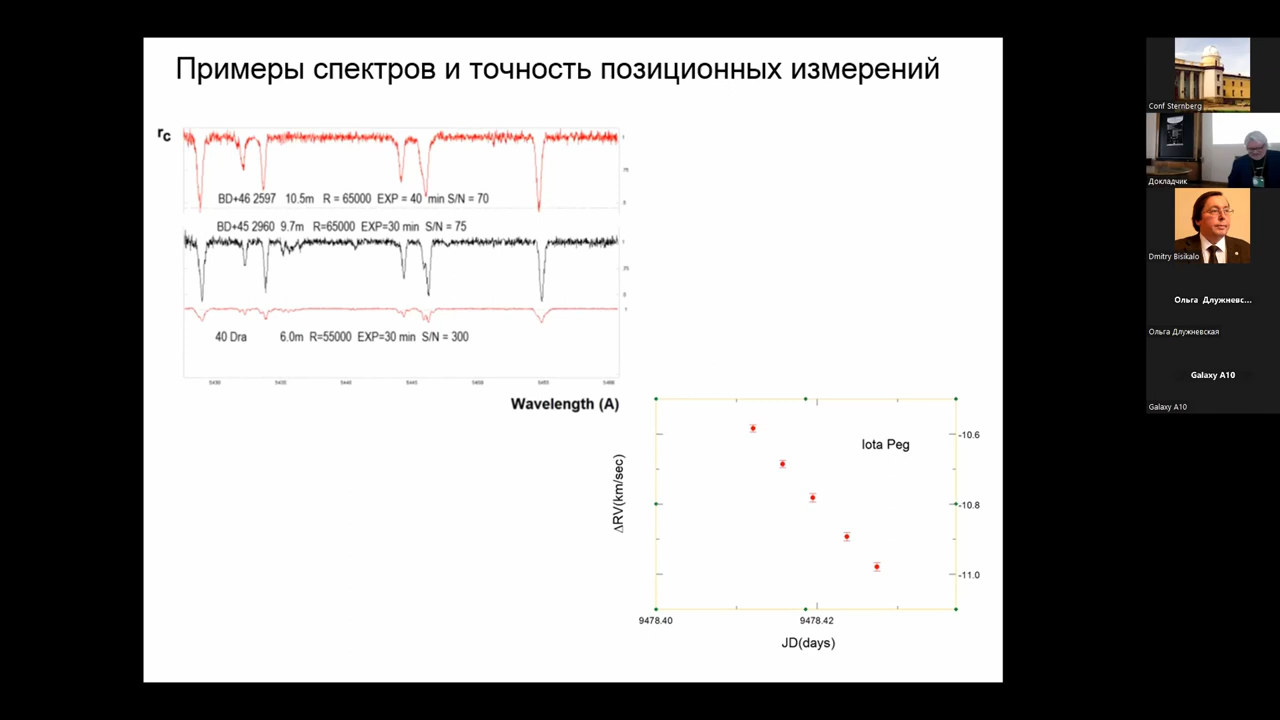 Примеры спектров и точность позиционных измерений
rc
BD+46 2597 10.5m R = 65000 EXP = 40 min S/N = 70
BD+45 2960 9.7m R=65000 EXP=30 min S/N = 75
40 Dra 6.0m R=55000 EXP=30 min S/N = 300
Wavelength (A)
Iota Peg
ΔRV(km/sec)
-10.6
-10.8
-11.0
9478.40
9478.42
JD(days)
Conf Sternberg
Докладчик
Dmitry Bisikalo
Ольга Длужневс...
Ольга Длужневская
Galaxy A10
Galaxy A10